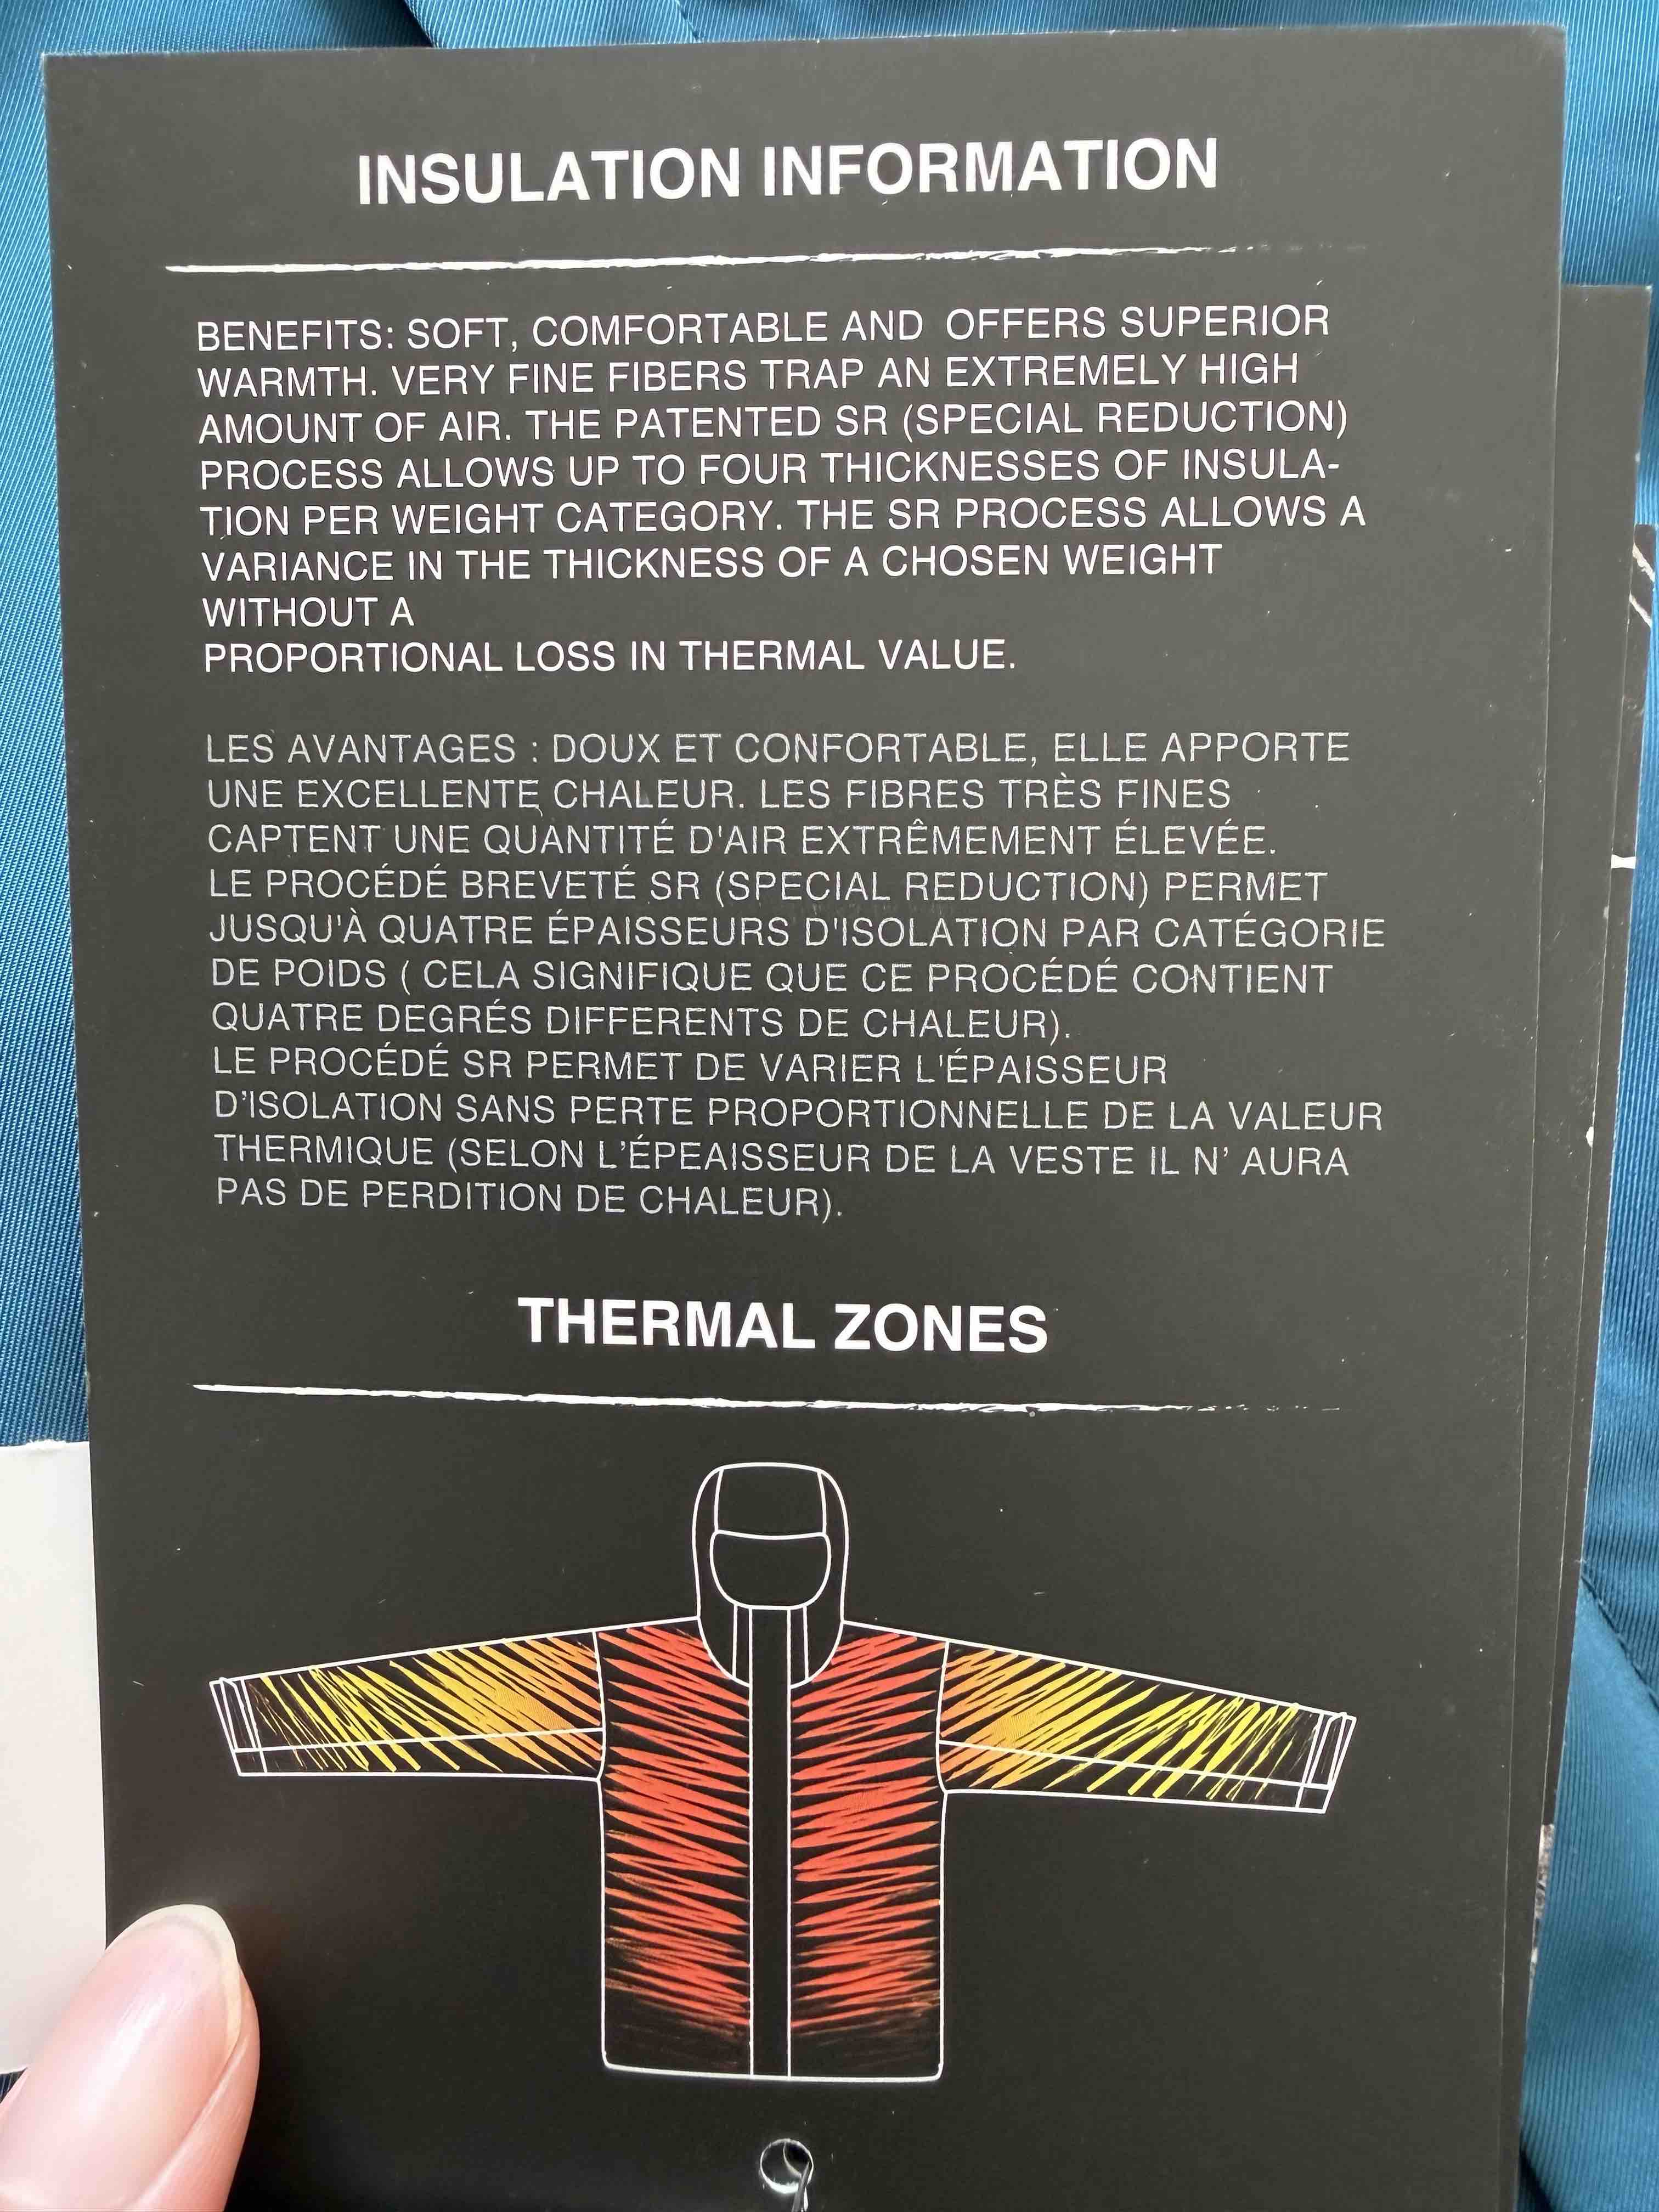 INSULATION INFORMATION
BENEFITS: SOFT, COMFORTABLE AND OFFERS SUPERIOR
WARMTH. VERY FINE FIBERS TRAP AN EXTREMELY HIGH
AMOUNT OF AIR. THE PATENTED SR (SPECIAL REDUCTION)
PROCESS ALLOWS UP TO FOUR THICKNESSES OF INSULA-
TION PER WEIGHT CATEGORY. THE SR PROCESS ALLOWS A
VARIANCE IN THE THICKNESS OF A CHOSEN WEIGHT
WITHOUT A
PROPORTIONAL LOSS IN THERMAL VALUE.
LES AVANTAGES : DOUX ET CONFORTABLE, ELLE APPORTE
UNE EXCELLENTE CHALEUR. LES FIBRES TRÈS FINES
CAPTENT UNE QUANTITÉ D'AIR EXTRÊMEMENT ÉLEVÉE.
LE PROCÉDÉ BREVETÉ SR (SPECIAL REDUCTION) PERMET
JUSQU'À QUATRE ÉPAISSEURS D'ISOLATION PAR CATÉGORIE
DE POIDS ( CELA SIGNIFIQUE QUE CE PROCÉDÉ CONTIENT
QUATRE DEGRÉS DIFFERENTS DE CHALEUR).
LE PROCÉDÉ SR PERMET DE VARIER L'ÉPAISSEUR
D'ISOLATION SANS PERTE PROPORTIONNELLE DE LA VALEUR
THERMIQUE (SELON L'ÉPEAISSEUR DE LA VESTE IL N' AURA
PAS DE PERDITION DE CHALEUR).
THERMAL ZONES